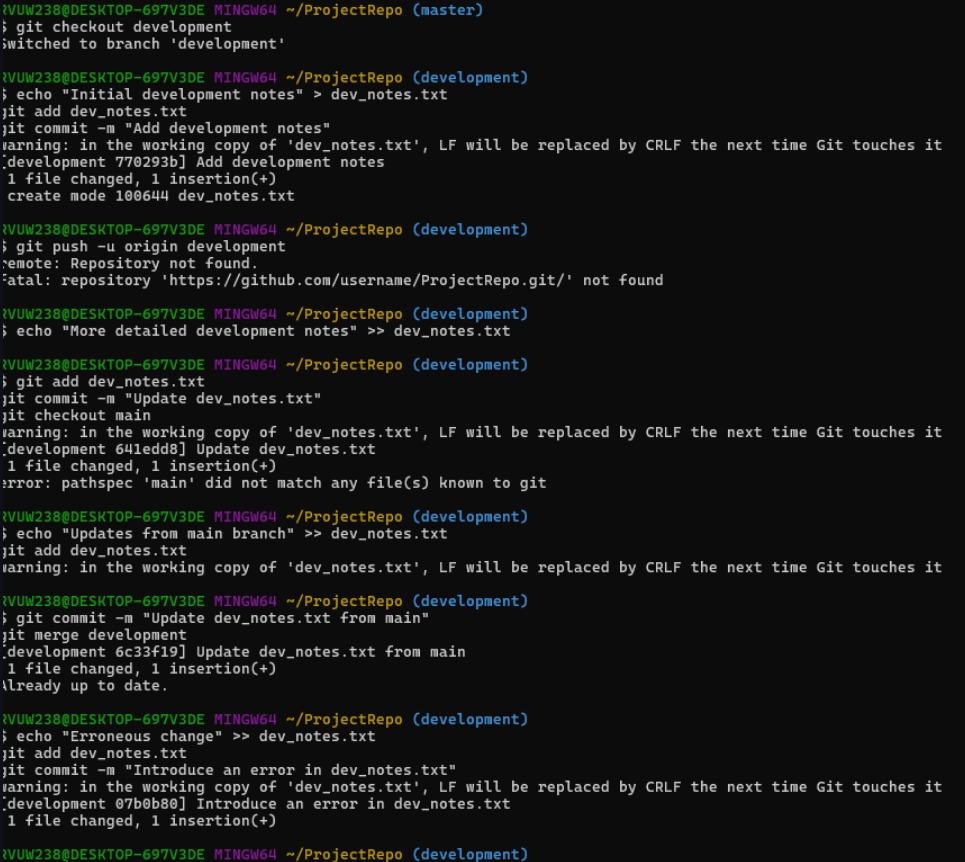 RVUW238@DESKTOP-697V3DE MINGW64 ~/ProjectRepo (master)
$ git checkout development
Switched to branch 'development'
RVUW238@DESKTOP-697V3DE MINGW64 ~/ProjectRepo (development)
$ echo "Initial development notes" > dev_notes.txt
git add dev_notes.txt
git commit -m "Add development notes"
warning: in the working copy of 'dev_notes.txt', LF will be replaced by CRLF the next time Git touches it
[development 770293b] Add development notes
1 file changed, 1 insertion(+)
create mode 100644 dev_notes.txt
RVUW238@DESKTOP-697V3DE MINGW64 ~/ProjectRepo (development)
$ git push -u origin development
remote: Repository not found.
fatal: repository 'https://github.com/username/ProjectRepo.git/' not found
RVUW238@DESKTOP-697V3DE MINGW64 ~/ProjectRepo (development)
$ echo "More detailed development notes" >> dev_notes.txt
RVUW238@DESKTOP-697V3DE MINGW64 ~/ProjectRepo (development)
$ git add dev_notes.txt
git commit -m "Update dev_notes.txt"
git checkout main
warning: in the working copy of 'dev_notes.txt', LF will be replaced by CRLF the next time Git touches it
[development 641edd8] Update dev_notes.txt
1 file changed, 1 insertion(+)
error: pathspec 'main' did not match any file(s) known to git
RVUW238@DESKTOP-697V3DE MINGW64 ~/ProjectRepo (development)
$ echo "Updates from main branch" >> dev_notes.txt
git add dev_notes.txt
warning: in the working copy of 'dev_notes.txt', LF will be replaced by CRLF the next time Git touches it
RVUW238@DESKTOP-697V3DE MINGW64 ~/ProjectRepo (development)
$ git commit -m "Update dev_notes.txt from main"
git merge development
[development 6c33f19] Update dev_notes.txt from main
1 file changed, 1 insertion(+)
Already up to date.
RVUW238@DESKTOP-697V3DE MINGW64 ~/ProjectRepo (development)
$ echo "Erroneous change" >> dev_notes.txt
git add dev_notes.txt
git commit -m "Introduce an error in dev_notes.txt"
warning: in the working copy of 'dev_notes.txt', LF will be replaced by CRLF the next time Git touches it
[development 07b0b80] Introduce an error in dev_notes.txt
1 file changed, 1 insertion(+)
RVUW238@DESKTOP-697V3DE MINGW64 ~/ProjectRepo (development)